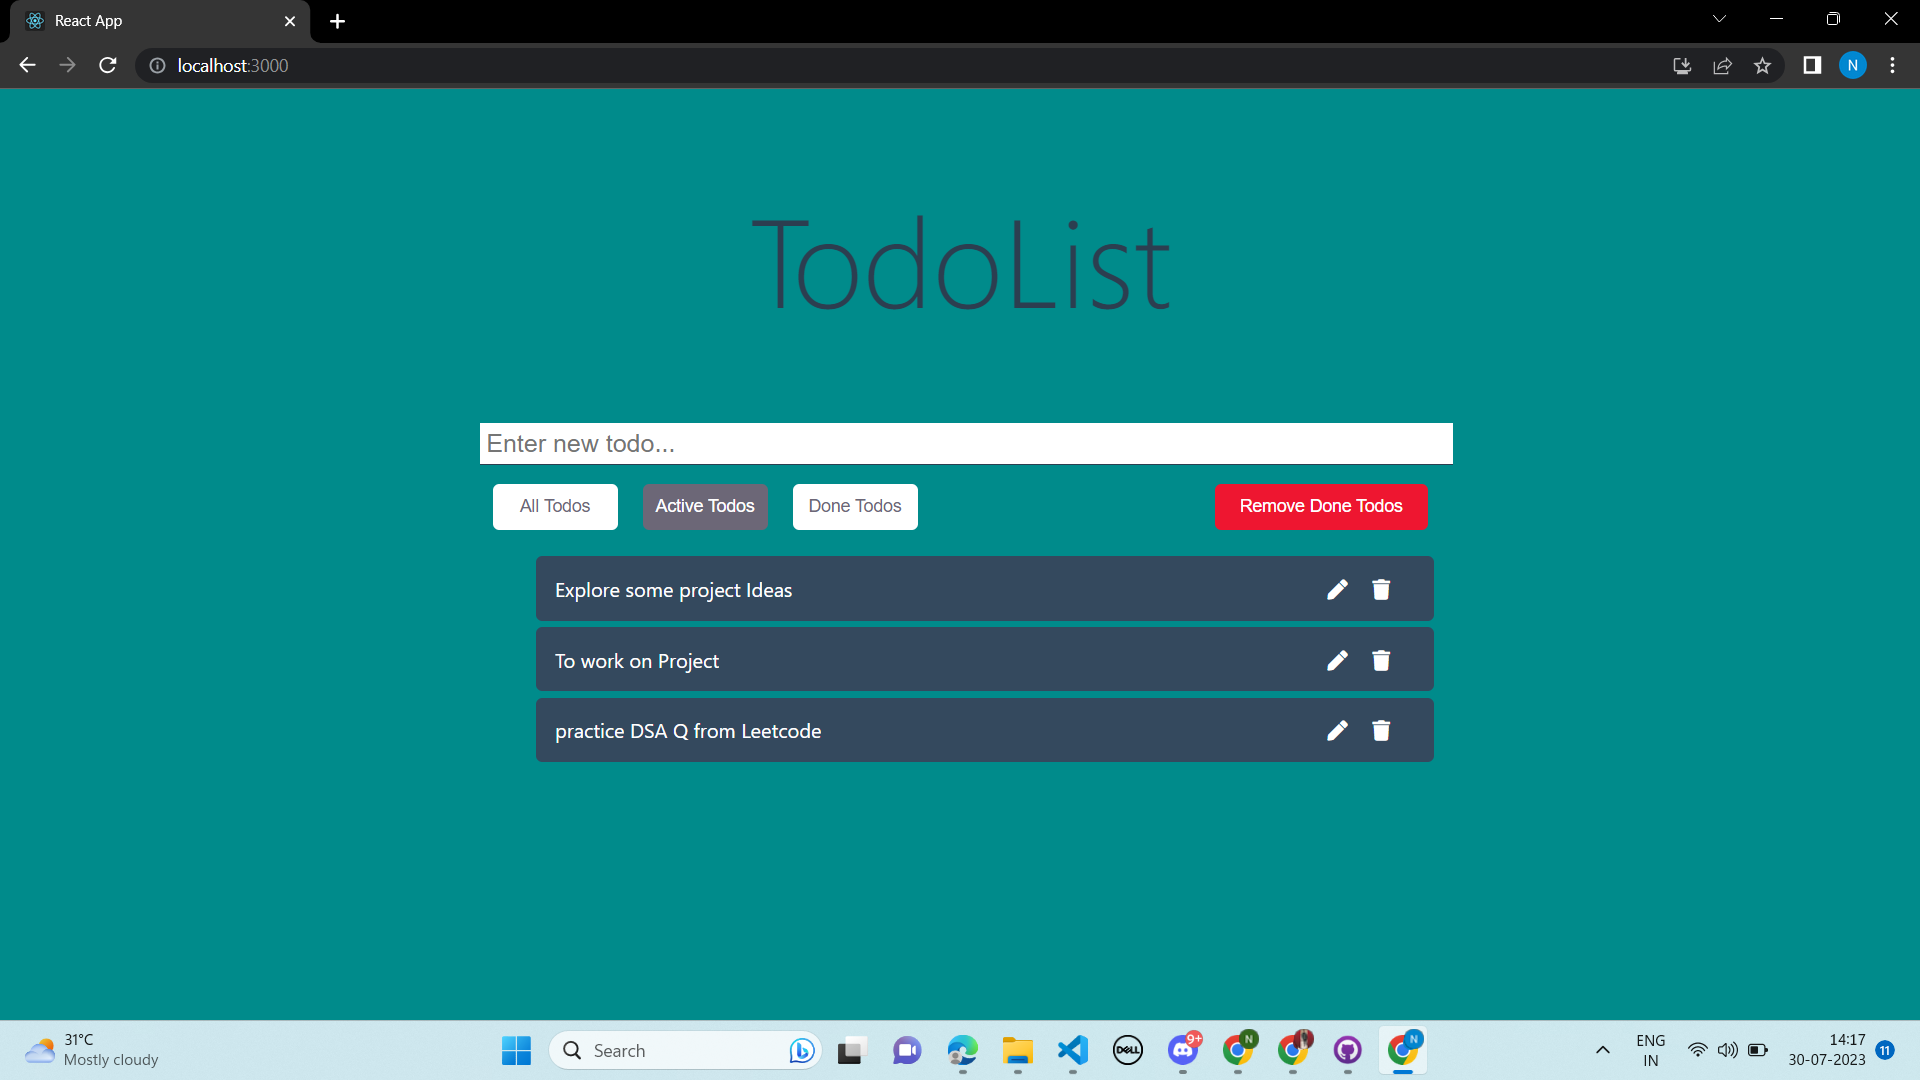 React App
localhost:3000
N
TodoList
Enter new todo...
All Todos
Active Todos
Done Todos
Remove Done Todos
Explore some project Ideas
To work on Project
practice DSA Q from Leetcode
31°C
Mostly cloudy
Search
DELL
9+
N
N
ENG
IN
14:17
30-07-2023
11